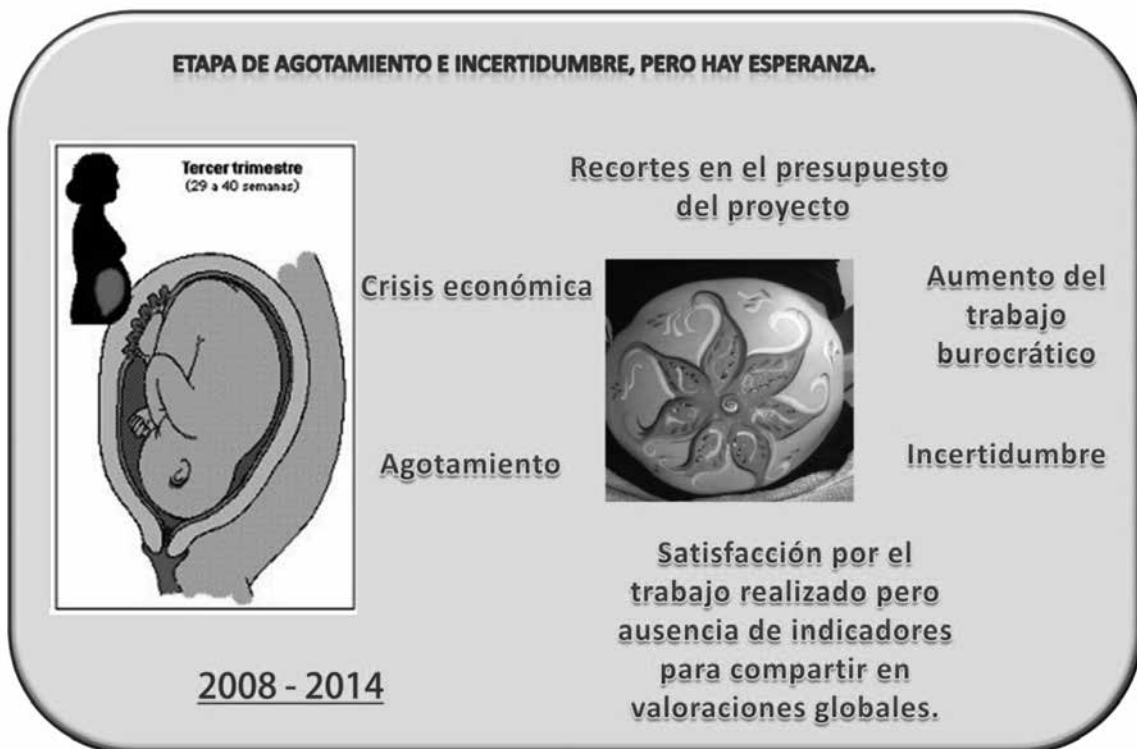 ETAPA DE AGOTAMIENTO E INCERTIDUMBRE, PERO HAY ESPERANZA.
Tercer trimestre
(29 a 40 semanas)
Recortes en el presupuesto
del proyecto
Crisis económica
Aumento del
trabajo
burocrático
Agotamiento
Incertidumbre
Satisfacción por el
trabajo realizado pero
ausencia de indicadores
para compartir en
valoraciones globales.
2008 - 2014